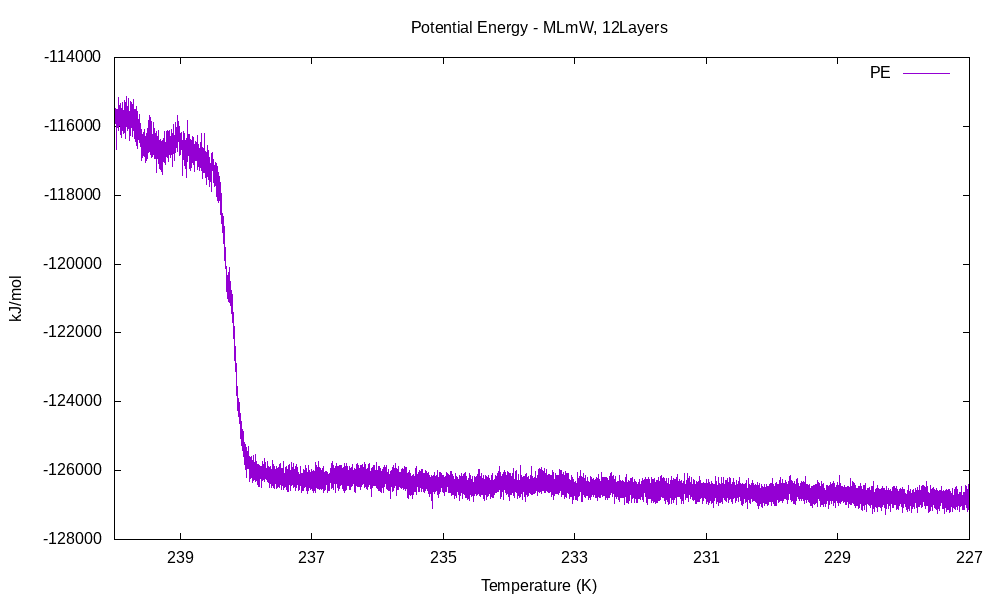 Potential Energy - MLmW, 12Layers
PE
kJ/mol
-114000
-116000
-118000
-120000
-122000
-124000
-126000
-128000
239 237 235 233 231 229 227
Temperature (K)